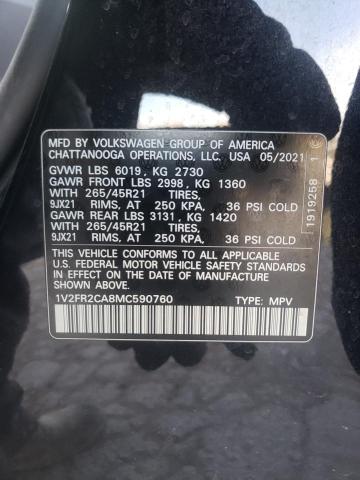 MFD BY VOLKSWAGEN GROUP OF AMERICA
CHATTANOOGA OPERATIONS, LLC. USA 05/2021
GVWR LBS 6019, KG 2730
GAWR FRONT LBS 2998, KG 1360
WITH 265/45R21 TIRES,
9JX21 RIMS, AT 250 KPA, 36 PSI COLD
GAWR REAR LBS 3131, KG 1420
WITH 265/45R21 TIRES,
9JX21 RIMS, AT 250 KPA, 36 PSI COLD
THIS VEHICLE CONFORMS TO ALL APPLICABLE
U.S. FEDERAL MOTOR VEHICLE SAFETY STANDARDS
IN EFFECT ON THE DATE OF MANUFACTURE
SHOWN ABOVE.
1V2FR2CA8MC590760 TYPE: MPV
1919258 1 C